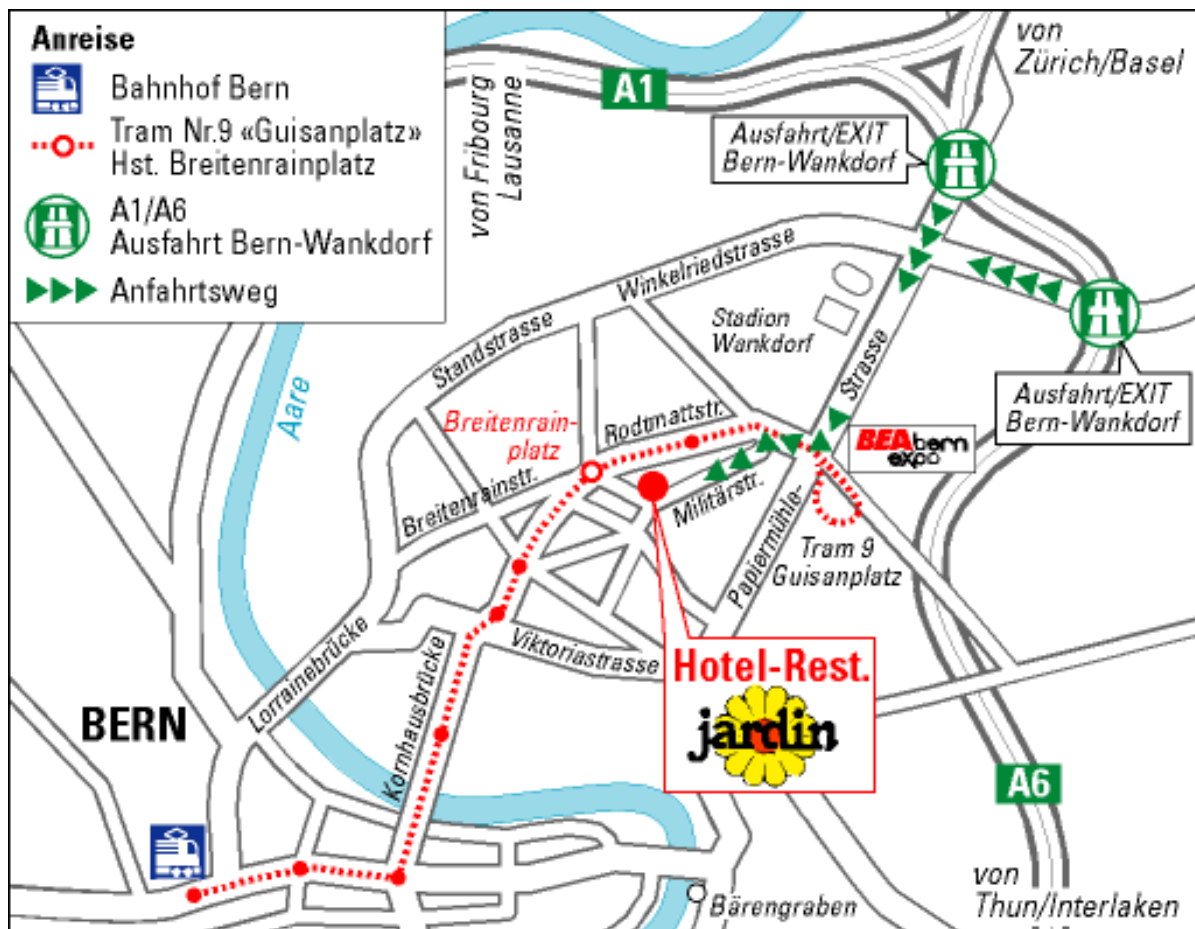 Anreise
Bahnhof Bern
Tram Nr.9 «Guisanplatz»
Hst. Breitenrainplatz
A1/A6
Ausfahrt Bern-Wankdorf
Anfahrtsweg
A1
von
Zürich/Basel
von Fribourg
Lausanne
Ausfahrt/EXIT
Bern-Wankdorf
Winkelriedstrasse
Standstrasse
Stadion
Wankdorf
Strasse
Ausfahrt/EXIT
Bern-Wankdorf
Aare
Breitenrain-
platz
Rodtmattstr.
BEA bern
expo
Breitenrainstr.
Militärstr.
Papiermühle-
Tram 9
Guisanplatz
Lorrainebrücke
Kornhausbrücke
Viktoriastrasse
Hotel-Rest.
jardin
BERN
A6
von
Thun/Interlaken
Bärengraben